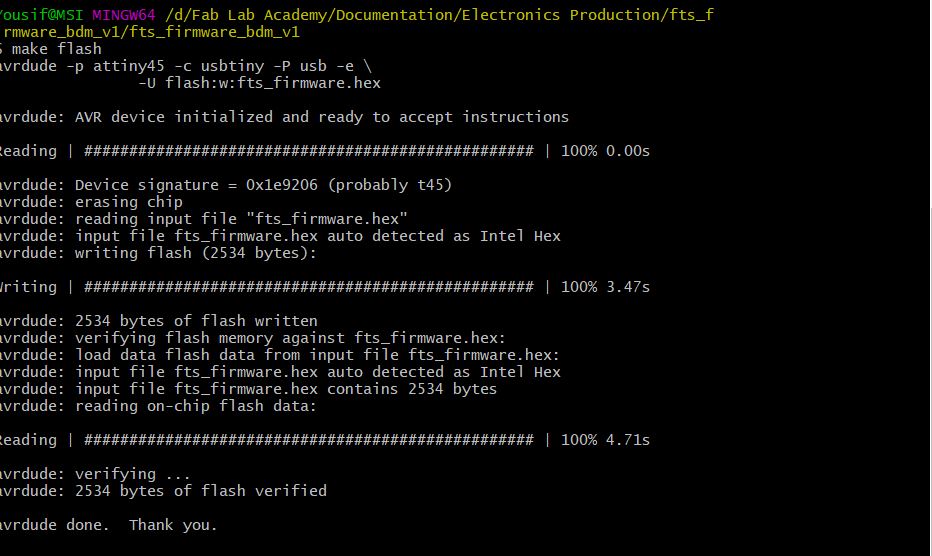 Yousif@MSI MINGW64 /d/Fab Lab Academy/Documentation/Electronics Production/fts_f
irmware_bdm_v1/fts_firmware_bdm_v1
$ make flash
avrdude -p attiny45 -c usbtiny -P usb -e \
-U flash:w:fts_firmware.hex
avrdude: AVR device initialized and ready to accept instructions
Reading | ################################################## | 100% 0.00s
avrdude: Device signature = 0x1e9206 (probably t45)
avrdude: erasing chip
avrdude: reading input file "fts_firmware.hex"
avrdude: input file fts_firmware.hex auto detected as Intel Hex
avrdude: writing flash (2534 bytes):
Writing | ################################################## | 100% 3.47s
avrdude: 2534 bytes of flash written
avrdude: verifying flash memory against fts_firmware.hex:
avrdude: load data flash data from input file fts_firmware.hex:
avrdude: input file fts_firmware.hex auto detected as Intel Hex
avrdude: input file fts_firmware.hex contains 2534 bytes
avrdude: reading on-chip flash data:
Reading | ################################################## | 100% 4.71s
avrdude: verifying ...
avrdude: 2534 bytes of flash verified
avrdude done.  Thank you.